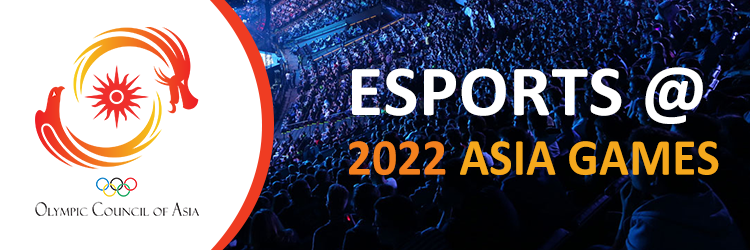 OLYMPIC COUNCIL OF ASIA
ESPORTS @
2022 ASIA GAMES